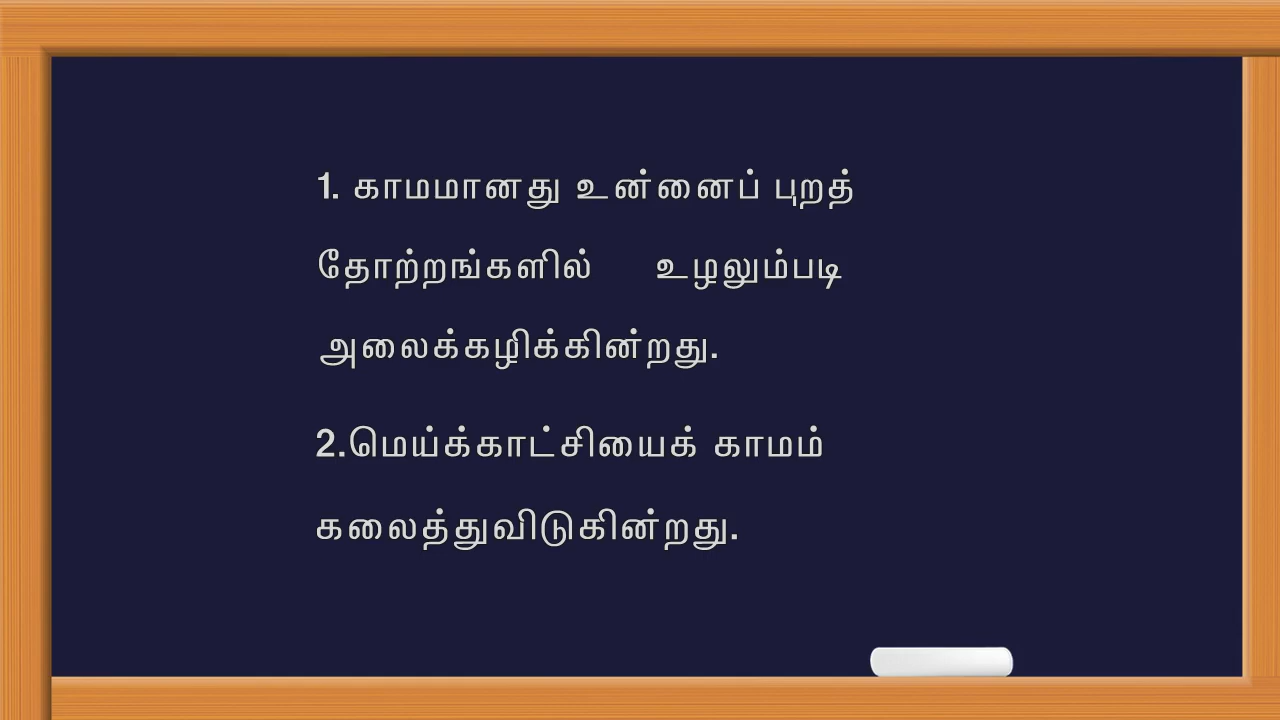 1. காமமானது உன்னைப் புறத்
தோற்றங்களில் உழலும்படி
அலைக்கழிக்கின்றது.
2.மெய்க்காட்சியைக் காமம்
கலைத்துவிடுகின்றது.